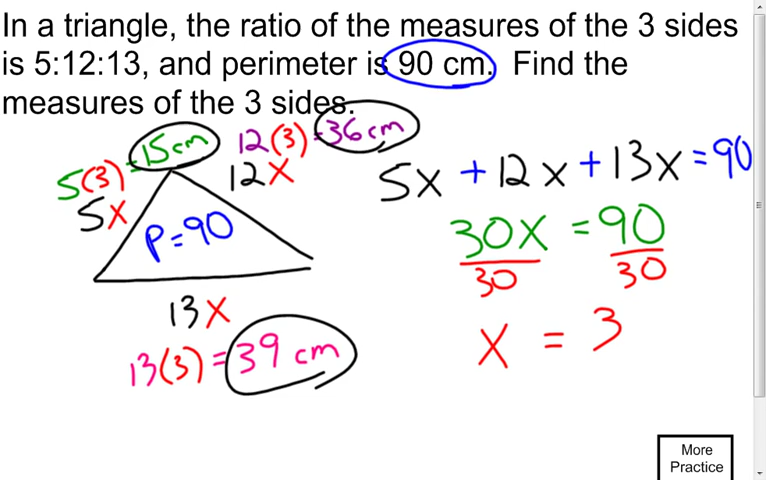 In a triangle, the ratio of the measures of the 3 sides
is 5:12:13, and perimeter is 90 cm. Find the
measures of the 3 sides.
5(3)=15cm
12(3)=36cm
5x
12x
P=90
13x
13(3)=39 cm
5x+12x+13x=90
30x=90
30 30
x=3
More
Practice